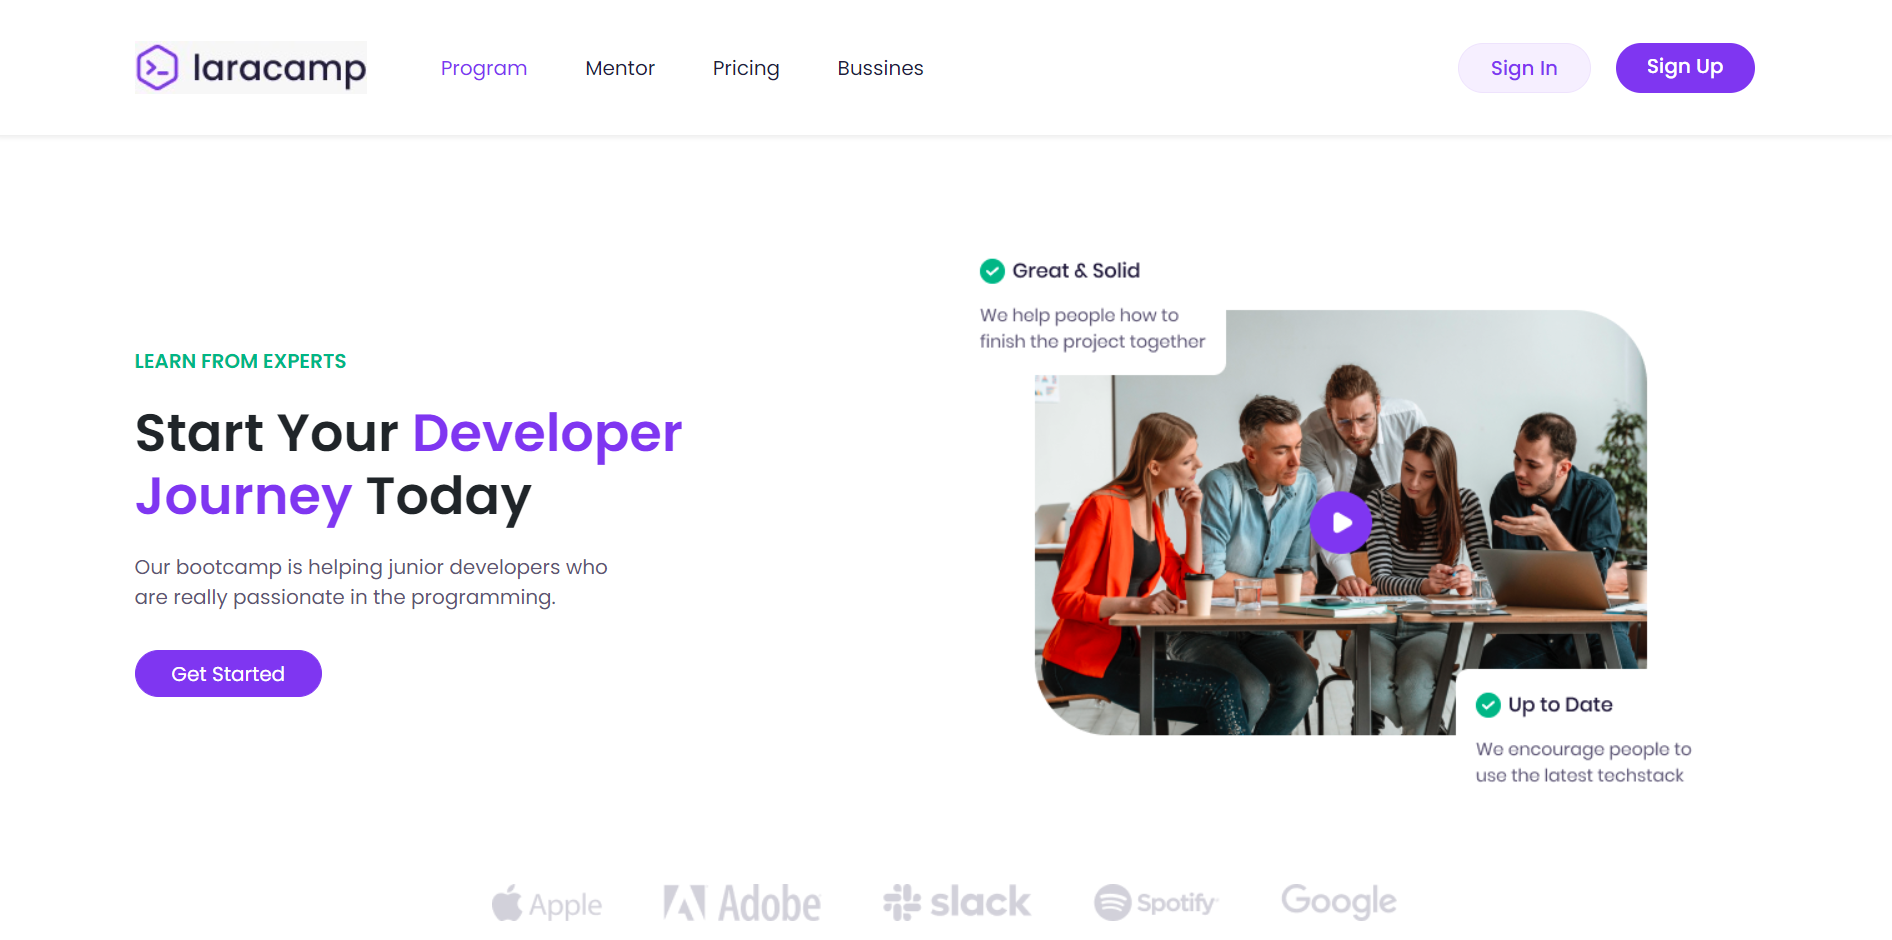 laracamp
Program
Mentor
Pricing
Bussines
Sign In
Sign Up
LEARN FROM EXPERTS
Start Your Developer
Journey Today
Our bootcamp is helping junior developers who
are really passionate in the programming.
Get Started
Great & Solid
We help people how to
finish the project together
Up to Date
We encourage people to
use the latest techstack
Apple
Adobe
slack
Spotify
Google